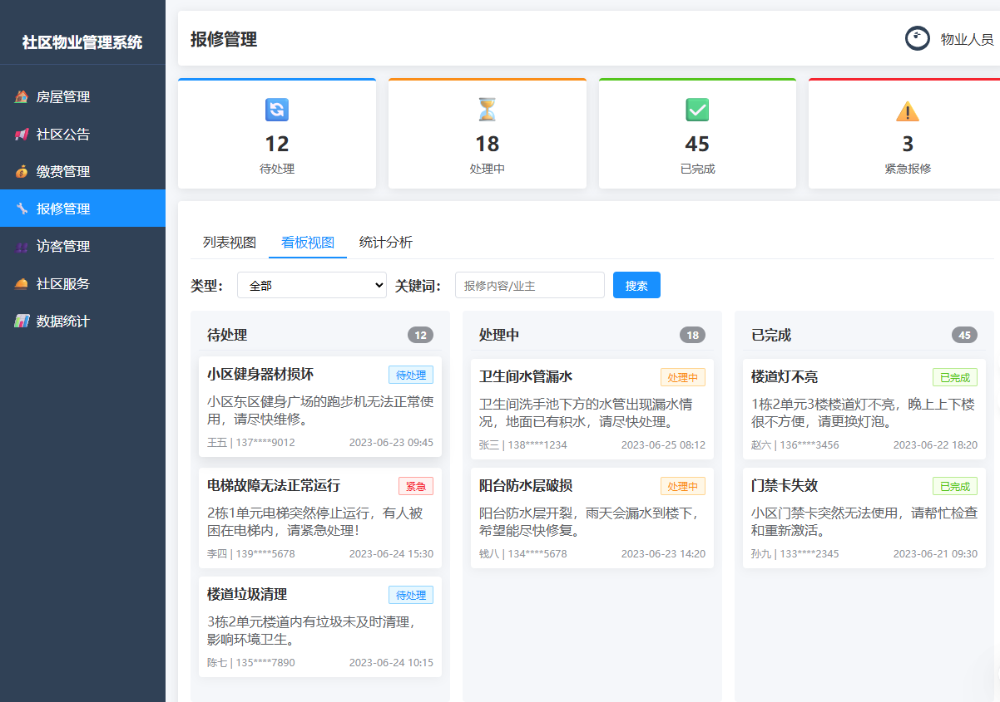 社区物业管理系统
房屋管理
社区公告
缴费管理
报修管理
访客管理
社区服务
数据统计
报修管理
物业人员
12
待处理
18
处理中
45
已完成
3
紧急报修
列表视图
看板视图
统计分析
类型：
全部
关键词：
报修内容/业主
搜索
待处理
12
小区健身器材损坏
待处理
小区东区健身广场的跑步机无法正常使
用，请尽快维修。
王五 | 137****9012
2023-06-23 09:45
电梯故障无法正常运行
紧急
2栋1单元电梯突然停止运行，有人被
困在电梯内，请紧急处理！
李四 | 139****5678
2023-06-24 15:30
楼道垃圾清理
待处理
3栋2单元楼道内有垃圾未及时清理，
影响环境卫生。
陈七 | 135****7890
2023-06-24 10:15
处理中
18
卫生间水管漏水
处理中
卫生间洗手池下方的水管出现漏水情
况，地面已有积水，请尽快处理。
张三 | 138****1234
2023-06-25 08:12
阳台防水层破损
处理中
阳台防水层开裂，雨天会漏水到楼下，
希望能尽快修复。
钱八 | 134****5678
2023-06-23 14:20
已完成
45
楼道灯不亮
已完成
1栋2单元3楼楼道灯不亮，晚上上下楼
很不方便，请更换灯泡。
赵六 | 136****3456
2023-06-22 18:20
门禁卡失效
已完成
小区门禁卡突然无法使用，请帮忙检查
和重新激活。
孙九 | 133****2345
2023-06-21 09:30